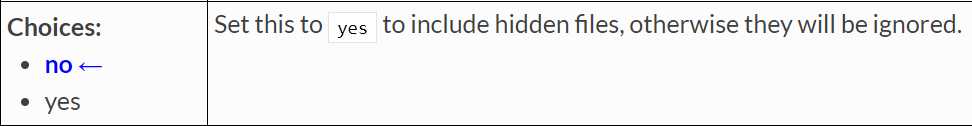 Choices:
• no ←
• yes
Set this to yes to include hidden files, otherwise they will be ignored.